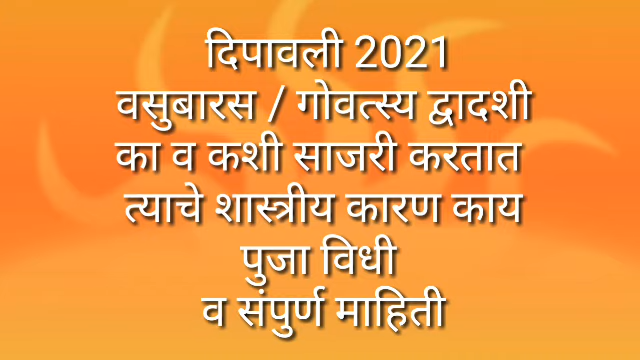 दिपावली 2021
वसुबारस / गोवत्स्य द्वादशी
का व कशी साजरी करतात
त्याचे शास्त्रीय कारण काय
पुजा विधी
व संपुर्ण माहिती